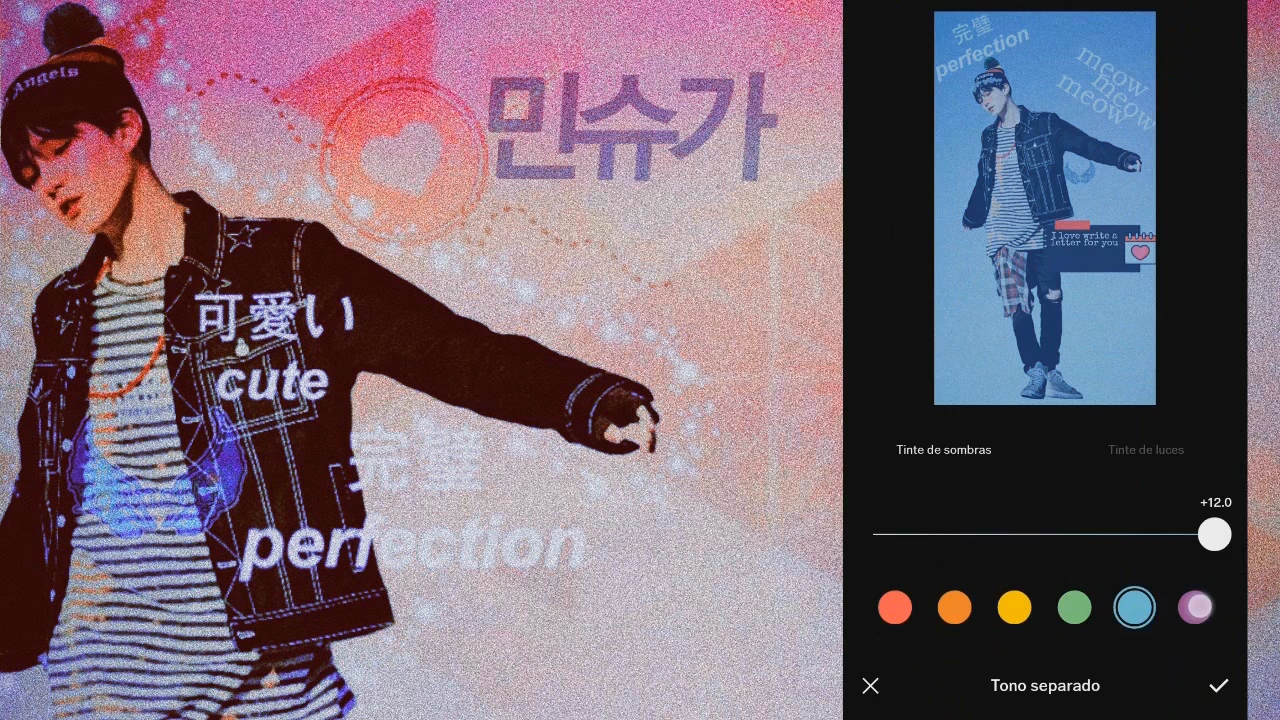 Angels
민슈가
可愛い
cute
完璧
perfection
完璧
perfection
meow
meow
meow
I love write a
letter for you
Tinte de sombras
Tinte de luces
+12.0
Tono separado